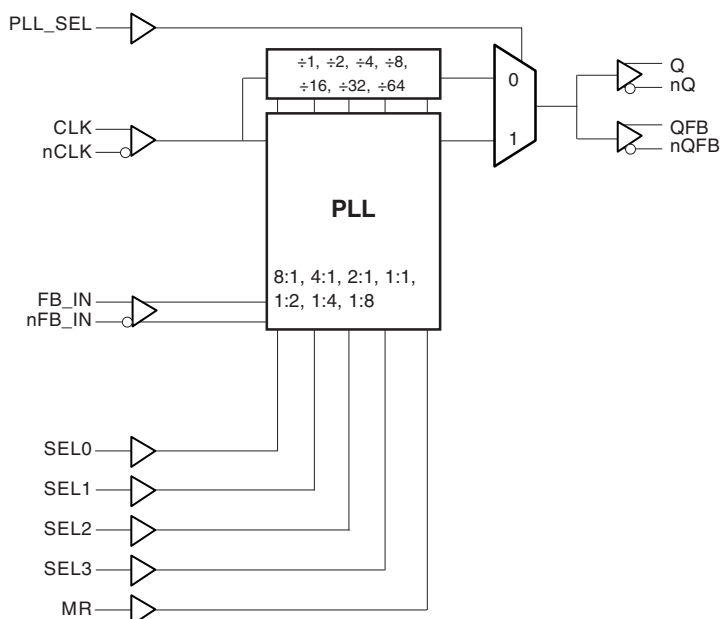 PLL_SEL
÷1, ÷2, ÷4, ÷8,
÷16, ÷32, ÷64
0
Q
nQ
CLK
nCLK
1
QFB
nQFB
PLL
8:1, 4:1, 2:1, 1:1,
1:2, 1:4, 1:8
FB_IN
nFB_IN
SEL0
SEL1
SEL2
SEL3
MR